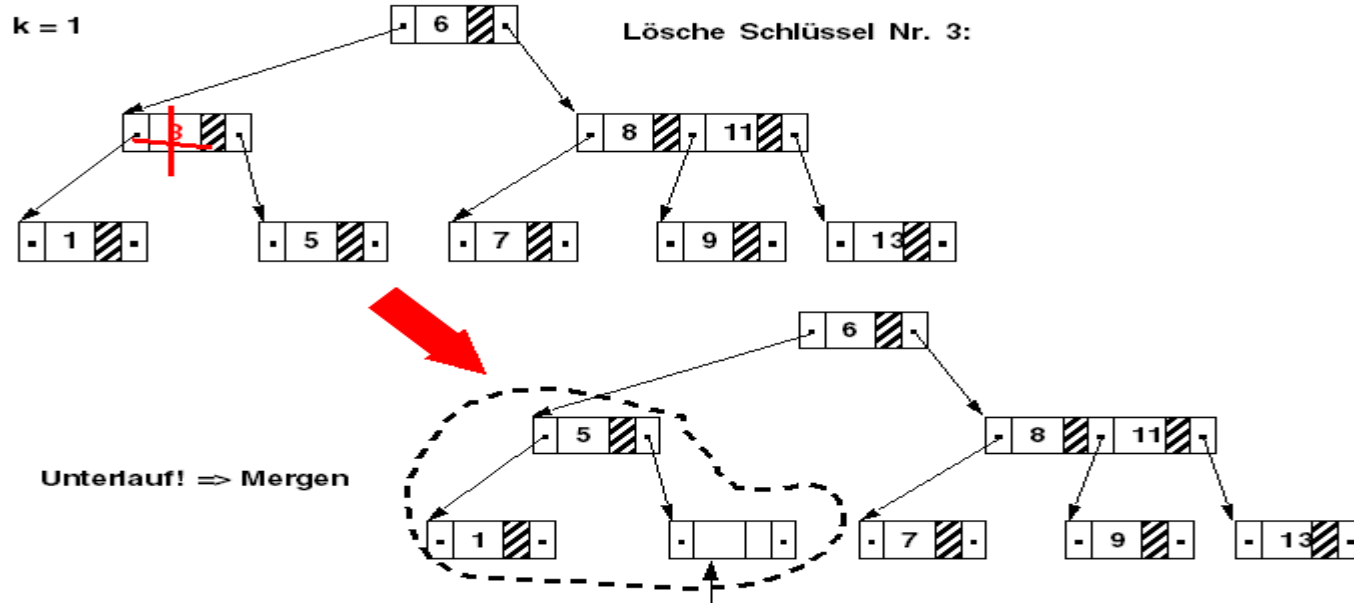 k = 1
6
Lösche Schlüssel Nr. 3:
3
8 11
1 5 7 9 13
6
5
8 11
Unterlauf! => Mergen
1
7 9 13